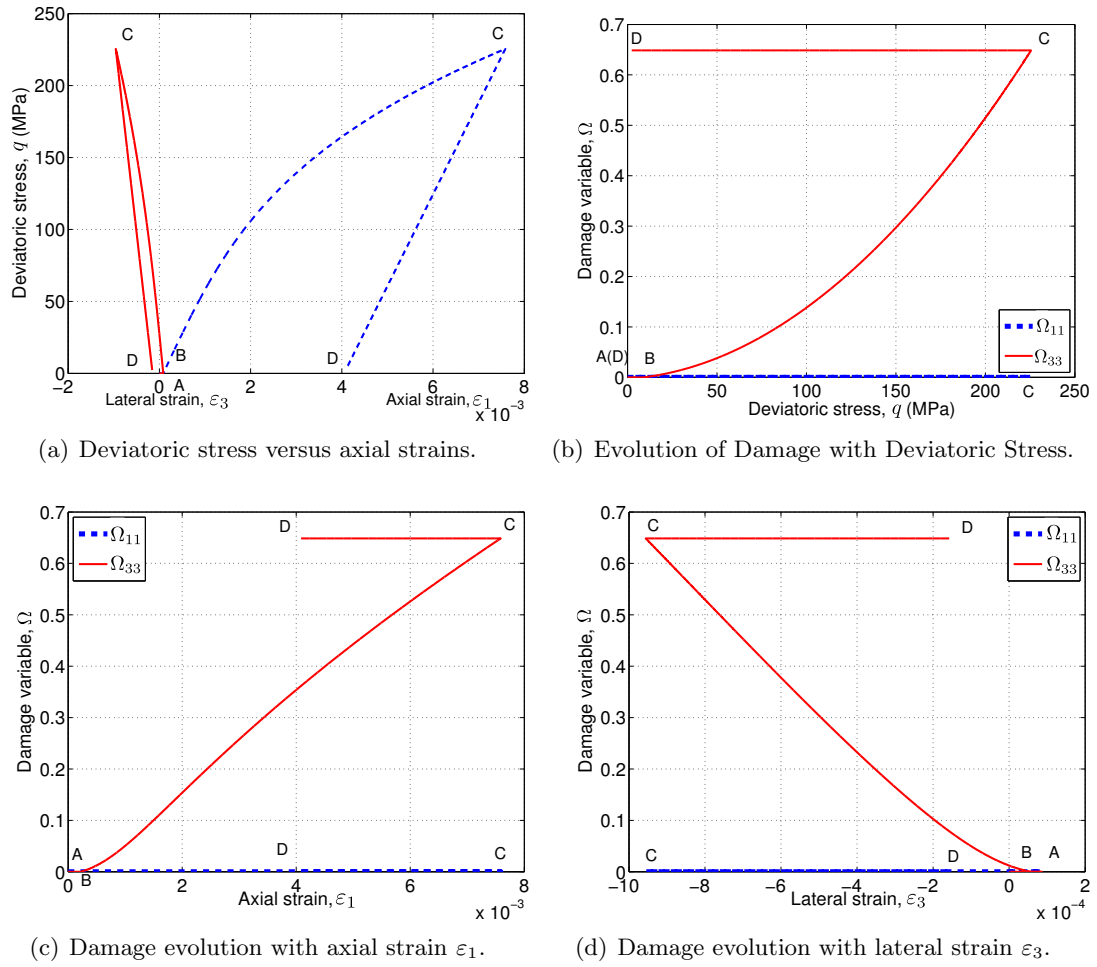 250
200
150
100
50
0
Deviatoric stress, q (MPa)
C
C
D
B
A
D
−2
0
2
4
6
8
Lateral strain, ε₃
Axial strain, ε₁
x 10⁻³
(a) Deviatoric stress versus axial strains.
0.7
0.6
0.5
0.4
0.3
0.2
0.1
0
Damage variable, Ω
D
C
A(D)
B
C
Ω₁₁
Ω₃₃
0
50
100
150
200
250
Deviatoric stress, q (MPa)
(b) Evolution of Damage with Deviatoric Stress.
0.7
0.6
0.5
0.4
0.3
0.2
0.1
0
Damage variable, Ω
Ω₁₁
Ω₃₃
D
C
A
B
D
C
0
2
4
6
8
Axial strain, ε₁
x 10⁻³
(c) Damage evolution with axial strain ε₁.
0.7
0.6
0.5
0.4
0.3
0.2
0.1
0
Damage variable, Ω
C
D
Ω₁₁
Ω₃₃
C
D
B
A
−10
−8
−6
−4
−2
0
2
Lateral strain, ε₃
x 10⁻⁴
(d) Damage evolution with lateral strain ε₃.